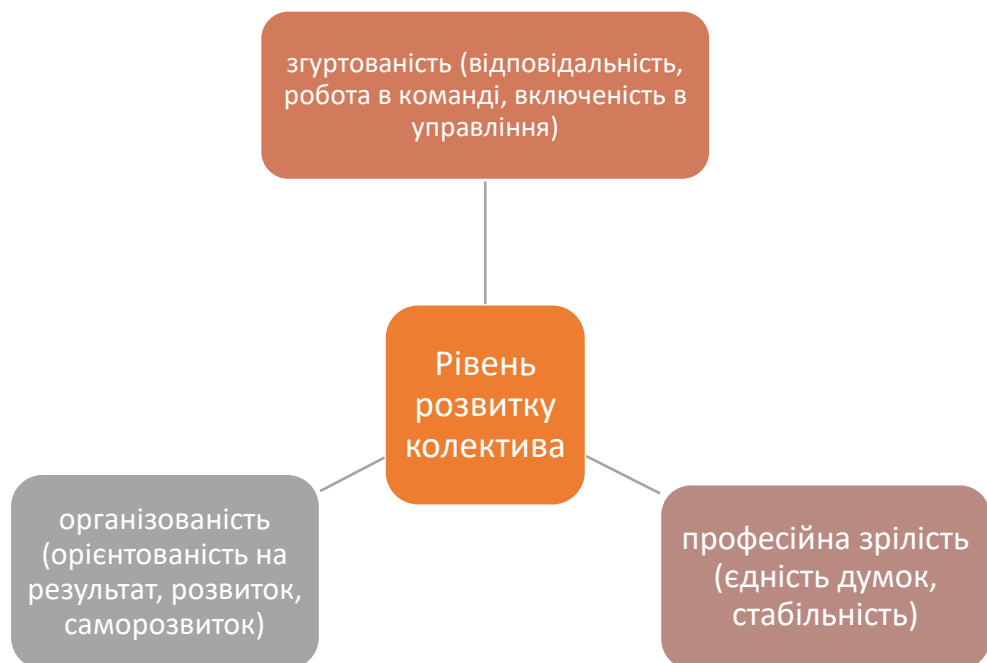 згуртованість (відповідальність,
робота в команді, включеність в
управління)
Рівень
розвитку
колектива
організованість
(орієнтованість на
результат, розвиток,
саморозвиток)
професійна зрілість
(єдність думок,
стабільність)